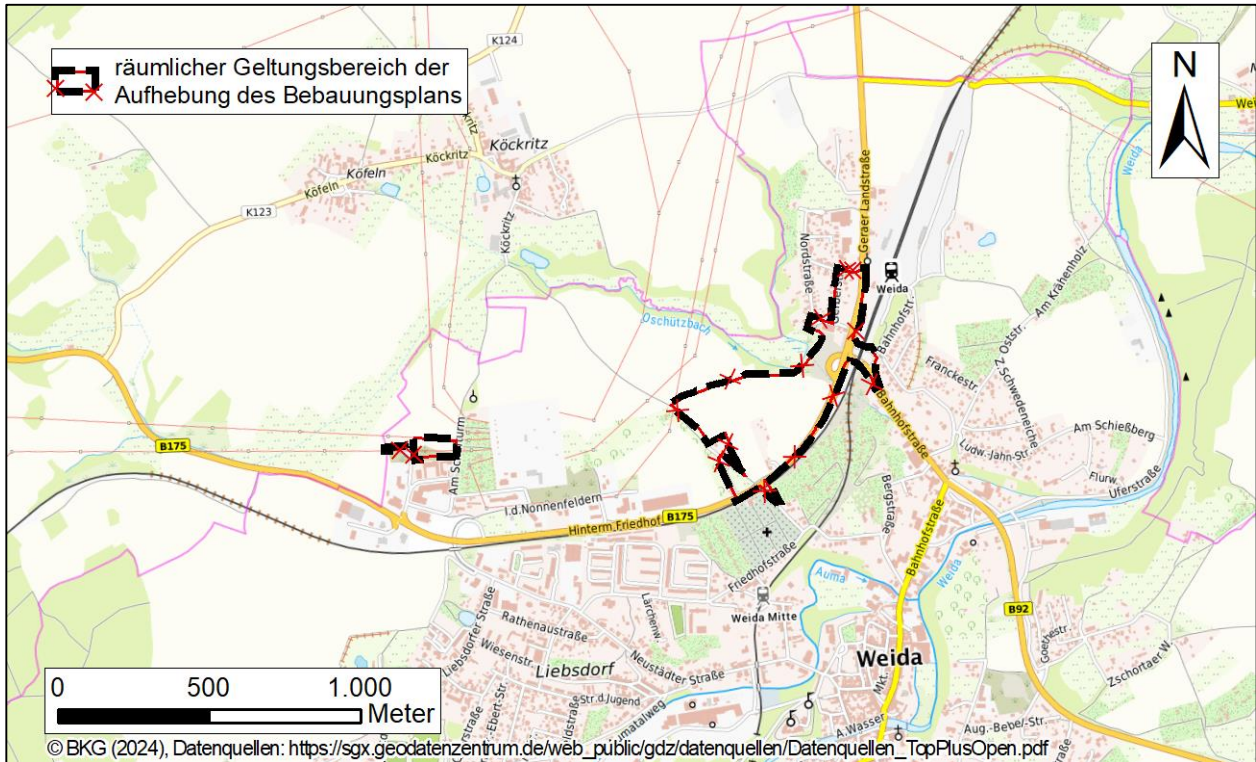 räumlicher Geltungsbereich der
Aufhebung des Bebauungsplans
N
K124
Köckritz
Köckritz
Köfeln
Köfeln
K123
Köckritz
Weida
Geraer Landstraße
Nordstraße
Weida
Oschützbach
Bahnhofstr.
Am Krähenholz
Oststr.
Z.Schwedeneiche
Franckestr.
Bahnhofstraße
Am Schießberg
Ludw.-Jahn-Str.
Flurw.
Uferstraße
B175
I.d.Nonnenfeldern
Hinterm Friedhof
B175
Bergstraße
Bahnhofstraße
Weida
Friedhofstraße
Auma
Weida Mitte
B92
Lärchenw.
Rathenaustraße
Wiesenstr.
Liebsdorfer Straße
Liebsdorf
Neustädter Straße
Weida
Mkt.
Goethestr.
Zschortaer W.
Str.d.Jugend
A.Wasser
Aug.-Bebel-Str.
0 500 1.000
Meter
© BKG (2024), Datenquellen: https://sgx.geodatenzentrum.de/web_public/gdz/datenquellen/Datenquellen_TopPlusOpen.pdf